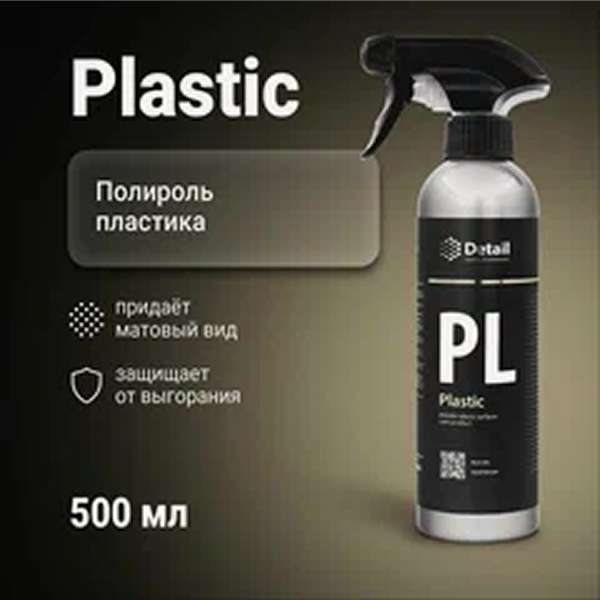 Plastic
Полироль
пластика
придаёт
матовый вид
защищает
от выгорания
500 мл
Detail
PL
Plastic